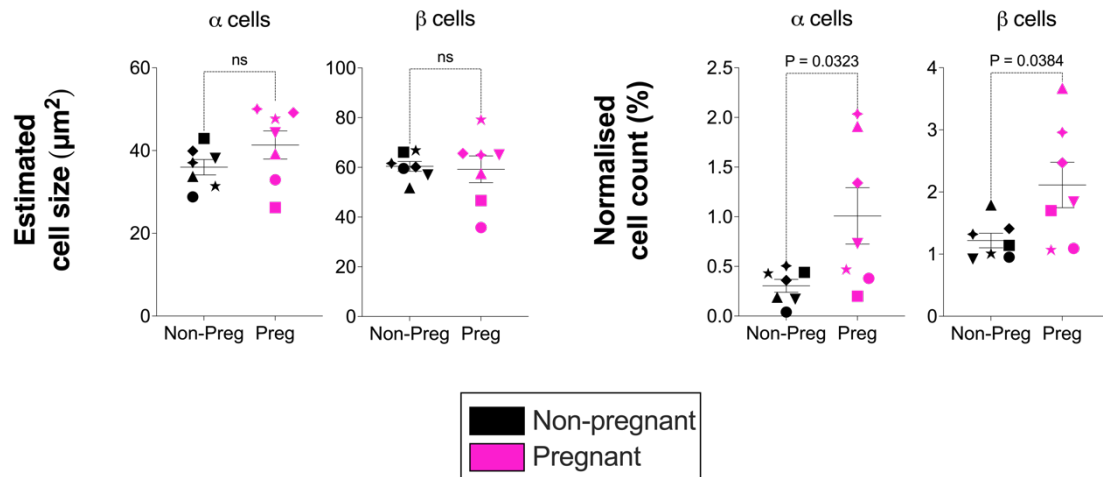 α cells
β cells
α cells
β cells
Estimated
cell size (µm²)
60
40
20
0
ns
Non-Preg
Preg
100
80
60
40
20
0
ns
Non-Preg
Preg
Normalised
cell count (%)
2.5
2.0
1.5
1.0
0.5
0.0
P = 0.0323
Non-Preg
Preg
4
3
2
1
0
P = 0.0384
Non-Preg
Preg
Non-pregnant
Pregnant